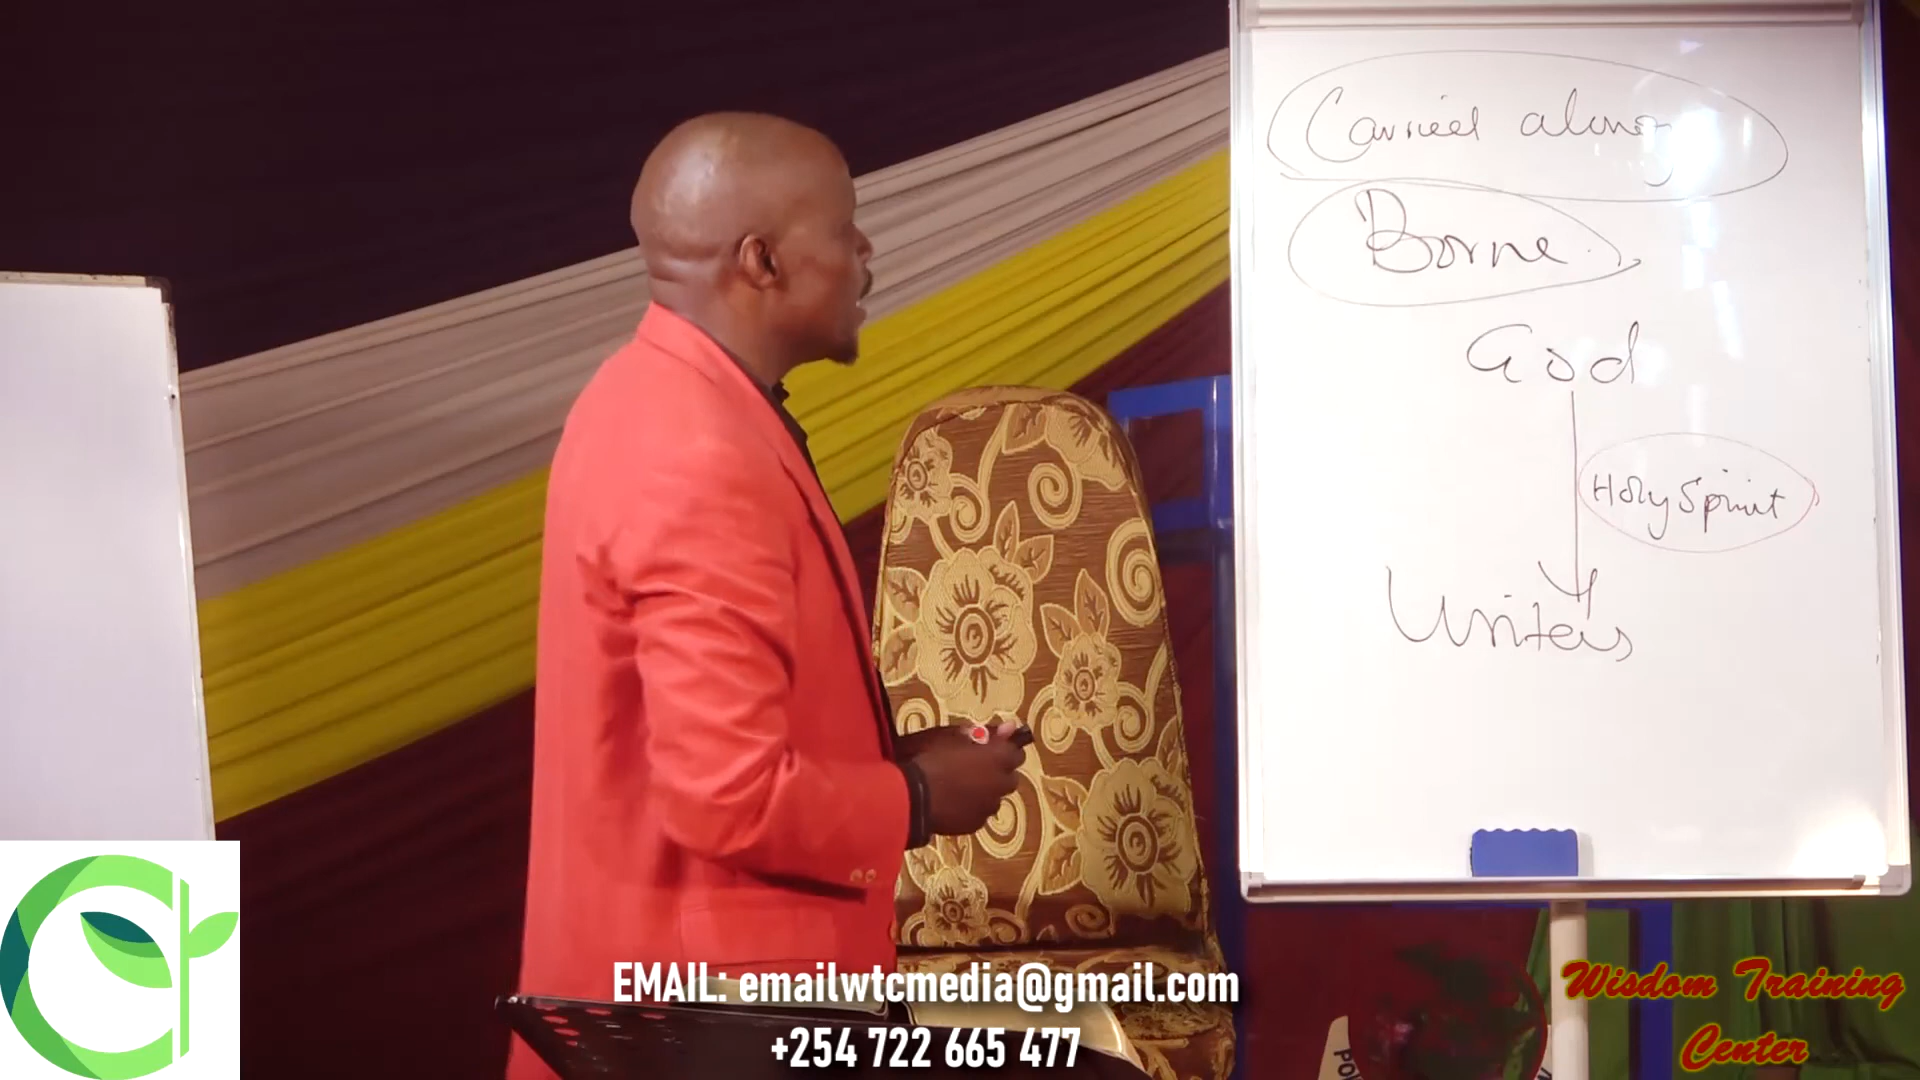 Carried along
Borne
God
Holy Spirit
Writers
EMAIL: emailwtcmedia@gmail.com
+254 722 665 477
Wisdom Training
Center